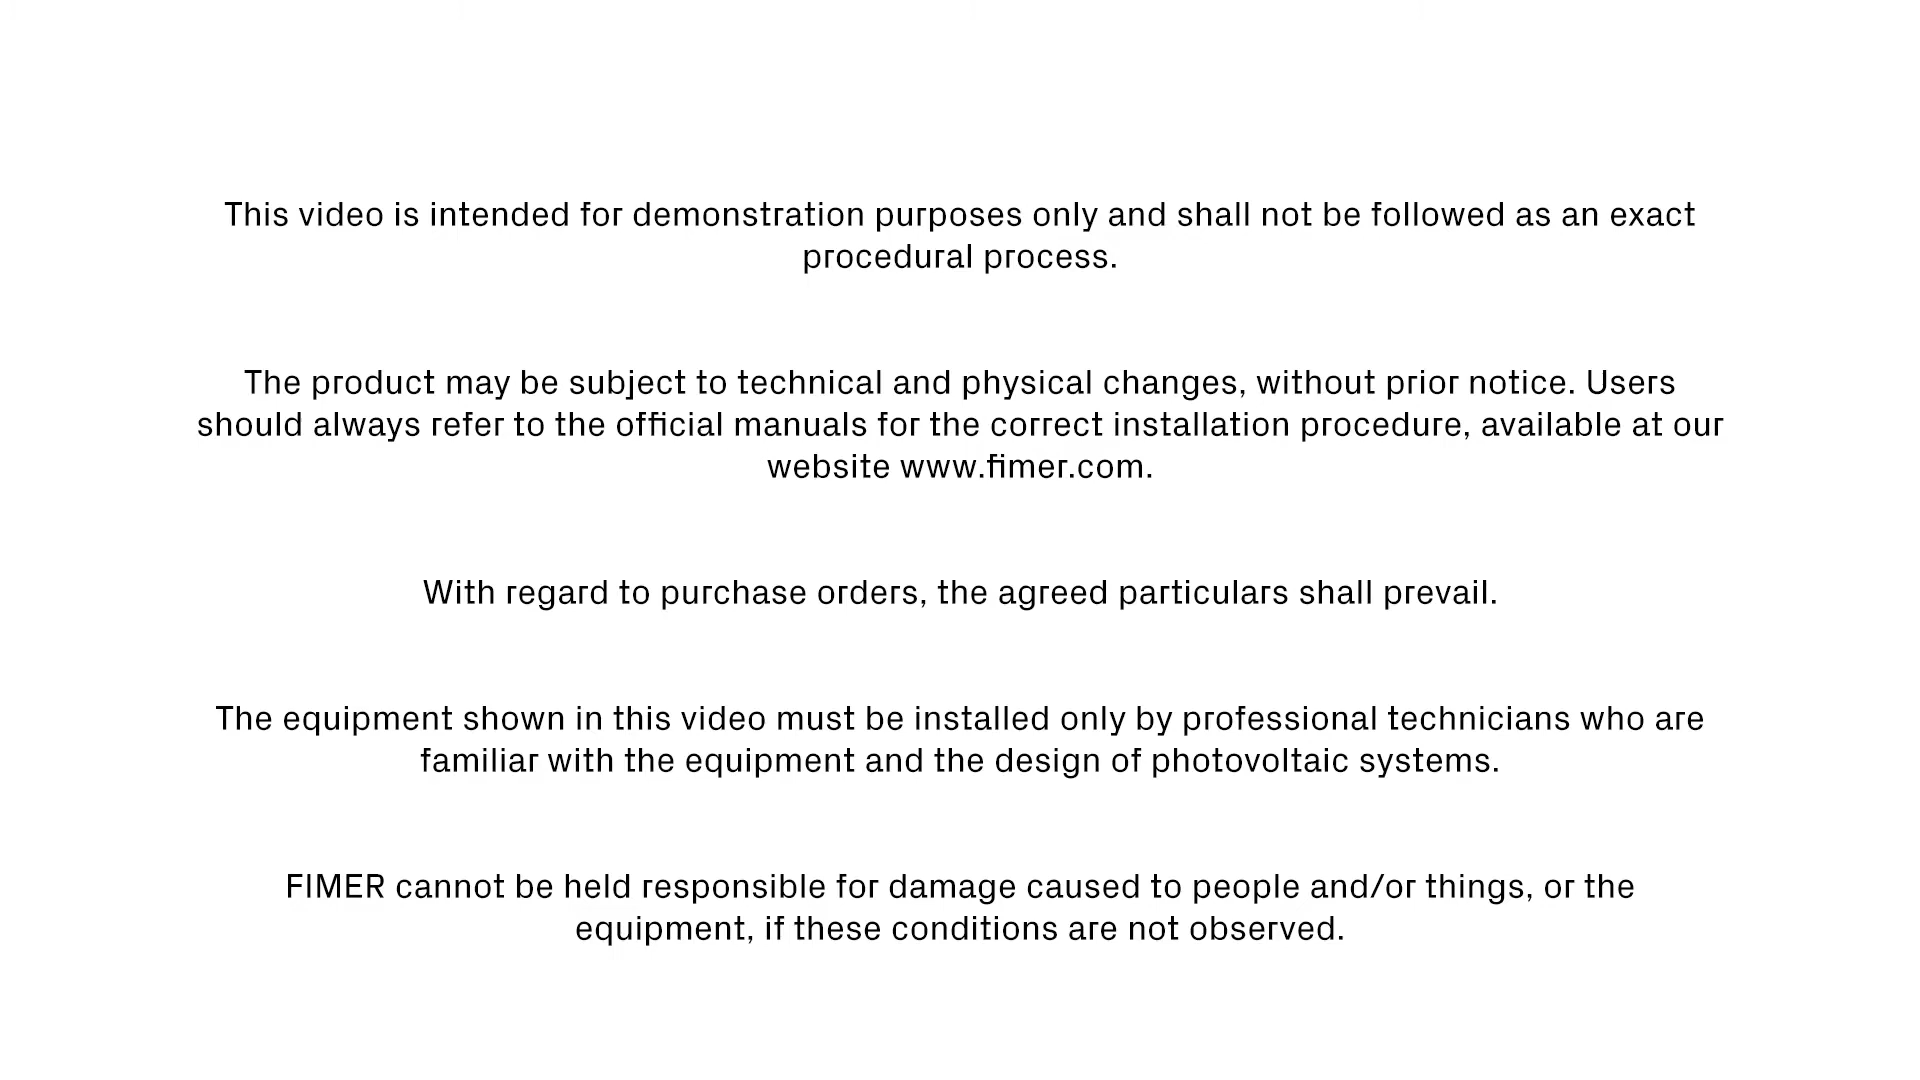 This video is intended for demonstration purposes only and shall not be followed as an exact
procedural process.
The product may be subject to technical and physical changes, without prior notice. Users
should always refer to the official manuals for the correct installation procedure, available at our
website www.fimer.com.
With regard to purchase orders, the agreed particulars shall prevail.
The equipment shown in this video must be installed only by professional technicians who are
familiar with the equipment and the design of photovoltaic systems.
FIMER cannot be held responsible for damage caused to people and/or things, or the
equipment, if these conditions are not observed.